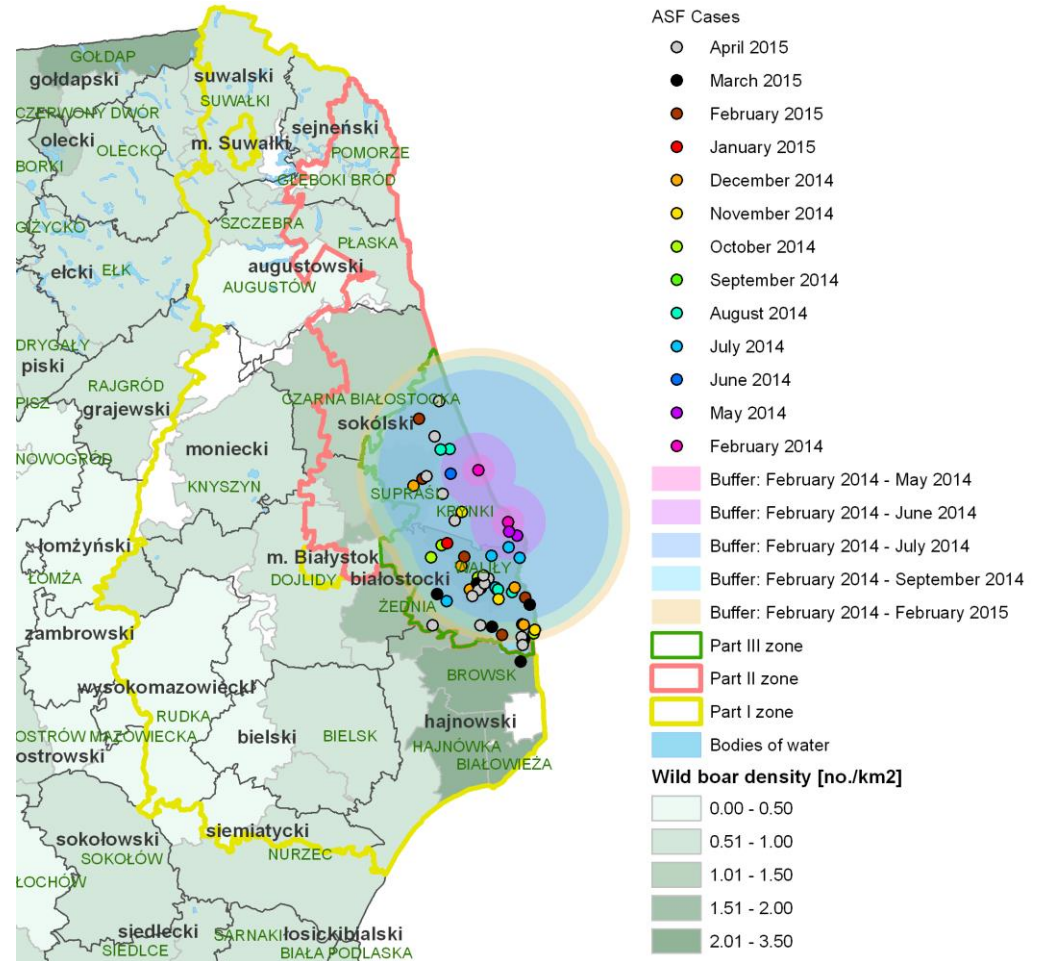 GOŁDAP
gołdapski
suwalski
SUWAŁKI
CZERWONY DWÓR
olecki
OLECKO
m. Suwałki
sejneński
BORKI
POMORZE
GŁĘBOKI BRÓD
GIŻYCKO
SZCZEBRA
PŁASKA
ełcki
EŁK
augustowski
AUGUSTÓW
DRYGAŁY
piski
RAJGRÓD
PISZ
grajewski
CZARNA BIAŁOSTOCKA
sokólski
NOWOGRÓD
moniecki
KNYSZYN
SUPRAŚL
KRYNKI
łomżyński
m. Białystok
WALIŁY
ŁOMŻA
DOJLIDY
białostocki
ŻEDNIA
zambrowski
BROWSK
wysokomazowiecki
RUDKA
hajnowski
OSTRÓW MAZOWIECKA
ostrowski
bielski
BIELSK
HAJNÓWKA
BIAŁOWIEŻA
sokołowski
SOKOŁÓW
siemiatycki
NURZEC
ŁOCHÓW
siedlecki
SIEDLCE
SARNAKI
łosicki
bialski
BIAŁA PODLASKA
ASF Cases
April 2015
March 2015
February 2015
January 2015
December 2014
November 2014
October 2014
September 2014
August 2014
July 2014
June 2014
May 2014
February 2014
Buffer: February 2014 - May 2014
Buffer: February 2014 - June 2014
Buffer: February 2014 - July 2014
Buffer: February 2014 - September 2014
Buffer: February 2014 - February 2015
Part III zone
Part II zone
Part I zone
Bodies of water
Wild boar density [no./km2]
0.00 - 0.50
0.51 - 1.00
1.01 - 1.50
1.51 - 2.00
2.01 - 3.50